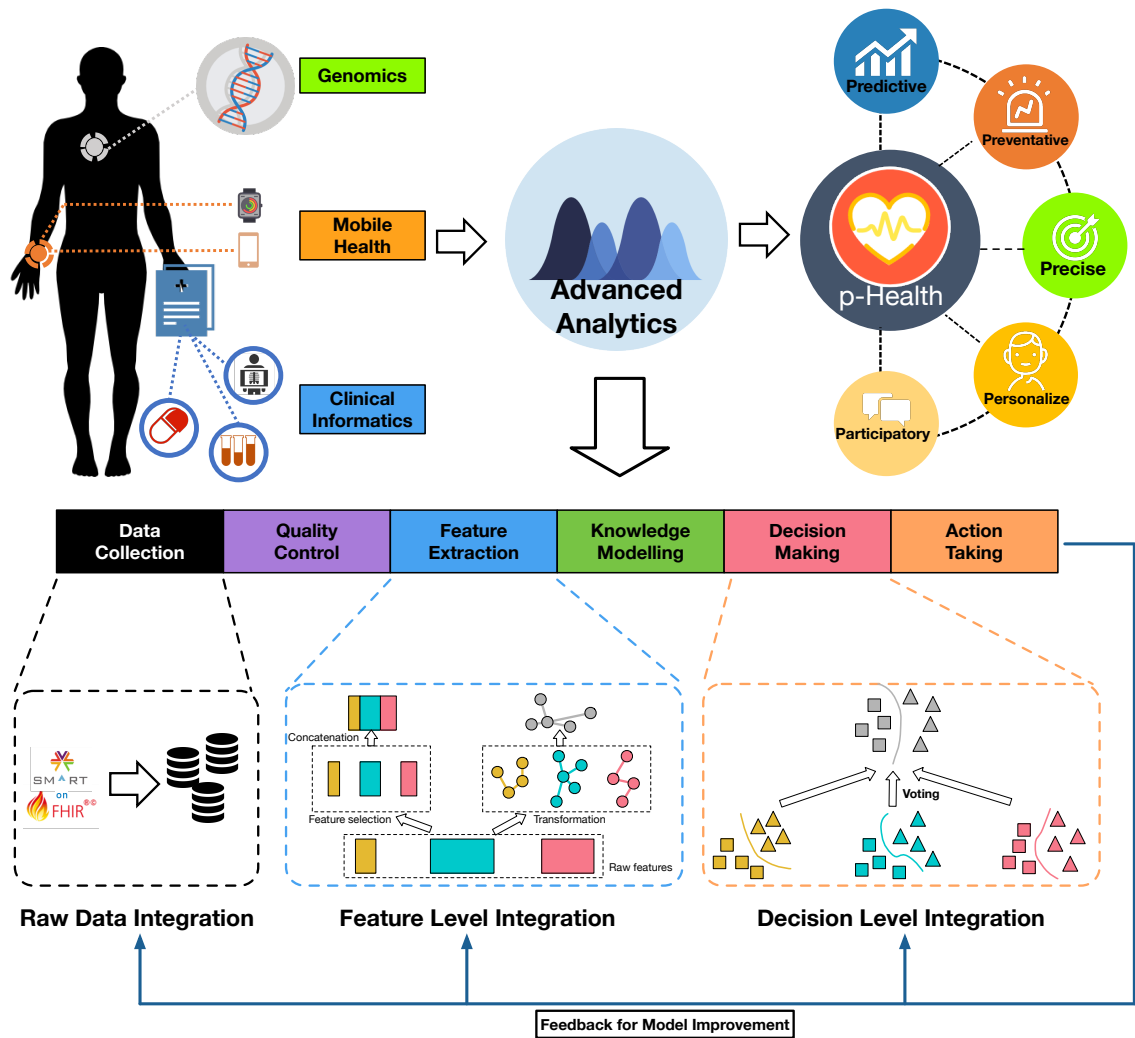 Genomics
Mobile
Health
Clinical
Informatics
Advanced
Analytics
p-Health
Predictive
Preventative
Precise
Personalize
Participatory
Data
Collection
Quality
Control
Feature
Extraction
Knowledge
Modelling
Decision
Making
Action
Taking
SMART
on
FHIR®©
Concatenation
Feature selection
Transformation
Raw features
Voting
Raw Data Integration
Feature Level Integration
Decision Level Integration
Feedback for Model Improvement